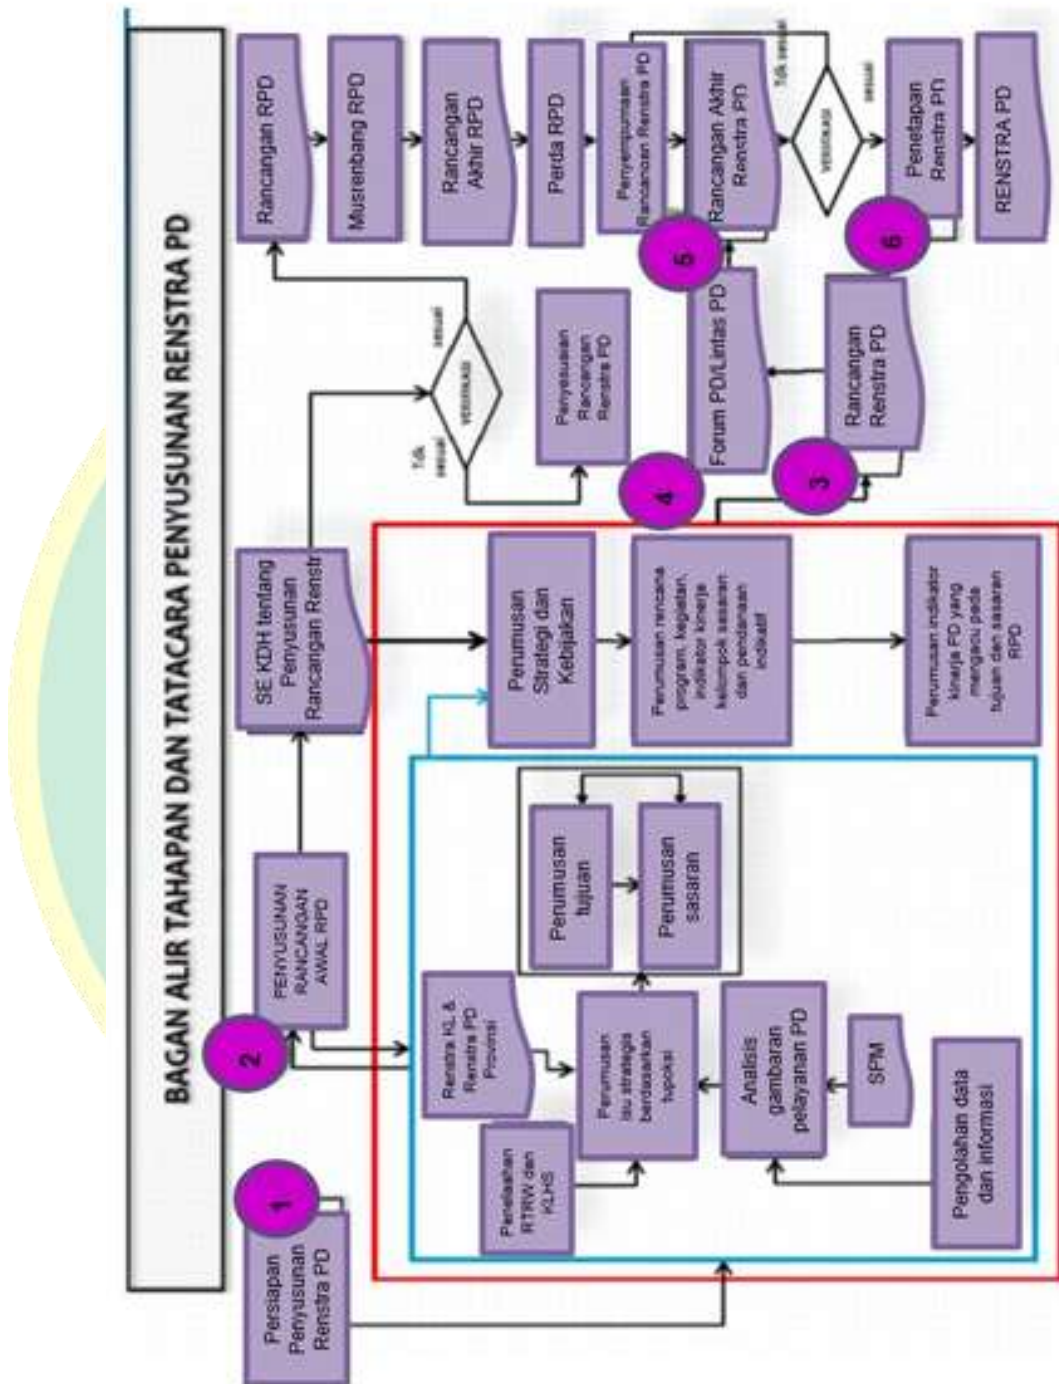 BAGAN ALIR TAHAPAN DAN TATACARA PENYUSUNAN RENSTRA PD
1
Persiapan
Penyusunan
Renstra PD
2
PENYUSUNAN
RANCANGAN
AWAL RPD
SE KDH tentang
Penyusunan
Rancangan Renstr
Rancangan RPD
Musrenbang RPD
Rancangan
Akhir RPD
Perda RPD
Penyempurnaan
Rancangan Renstra PD
Rancangan Akhir
Renstra PD
Tdk sesuai
VERIFIKASI
sesuai
Penetapan
Renstra PD
RENSTRA PD
Tdk
sesuai
VERIFIKASI
sesuai
Penyesuaian
Rancangan
Renstra PD
4
Forum PD/Lintas PD
5
3
Rancangan
Renstra PD
6
Perumusan
Strategi dan
Kebijakan
Perumusan rencana
program, kegiatan,
indikator kinerja
kelompok sasaran
dan pendanaan
indikatif
Perumusan indikator
kinerja PD yang
mengacu pada
tujuan dan sasaran
RPD
Perumusan
tujuan
Perumusan
sasaran
Renstra KL &
Renstra PD
Provinsi
Penelaahan
RTRW dan
KLHS
Perumusan
isu strategis
berdasarkan
tupoksi
Analisis
gambaran
pelayanan PD
SPM
Pengolahan data
dan informasi